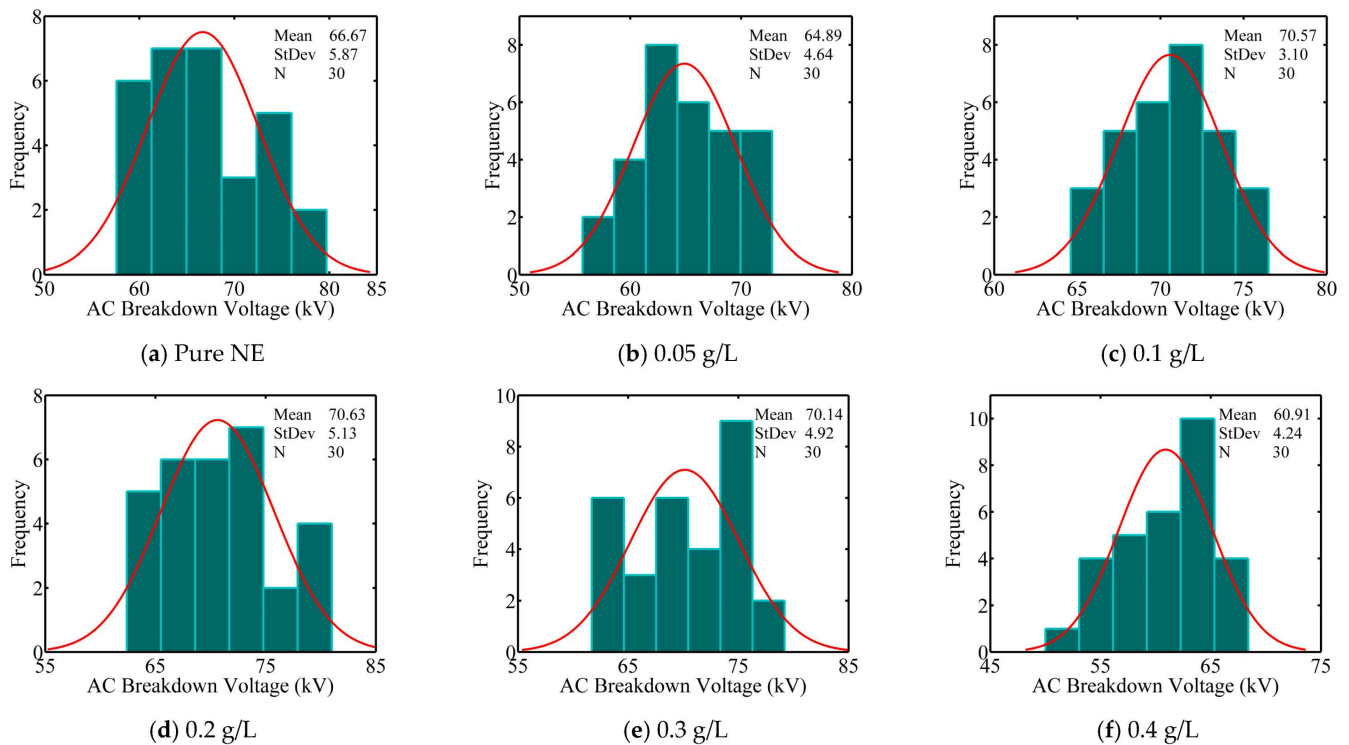 8
6
4
2
0
Frequency
Mean 66.67
StDev 5.87
N 30
50 60 70 80 85
AC Breakdown Voltage (kV)
(a) Pure NE
8
6
4
2
0
Frequency
Mean 64.89
StDev 4.64
N 30
50 60 70 80
AC Breakdown Voltage (kV)
(b) 0.05 g/L
8
6
4
2
0
Frequency
Mean 70.57
StDev 3.10
N 30
60 65 70 75 80
AC Breakdown Voltage (kV)
(c) 0.1 g/L
8
6
4
2
0
Frequency
Mean 70.63
StDev 5.13
N 30
55 65 75 85
AC Breakdown Voltage (kV)
(d) 0.2 g/L
10
8
6
4
2
0
Frequency
Mean 70.14
StDev 4.92
N 30
55 65 75 85
AC Breakdown Voltage (kV)
(e) 0.3 g/L
10
8
6
4
2
0
Frequency
Mean 60.91
StDev 4.24
N 30
45 55 65 75
AC Breakdown Voltage (kV)
(f) 0.4 g/L